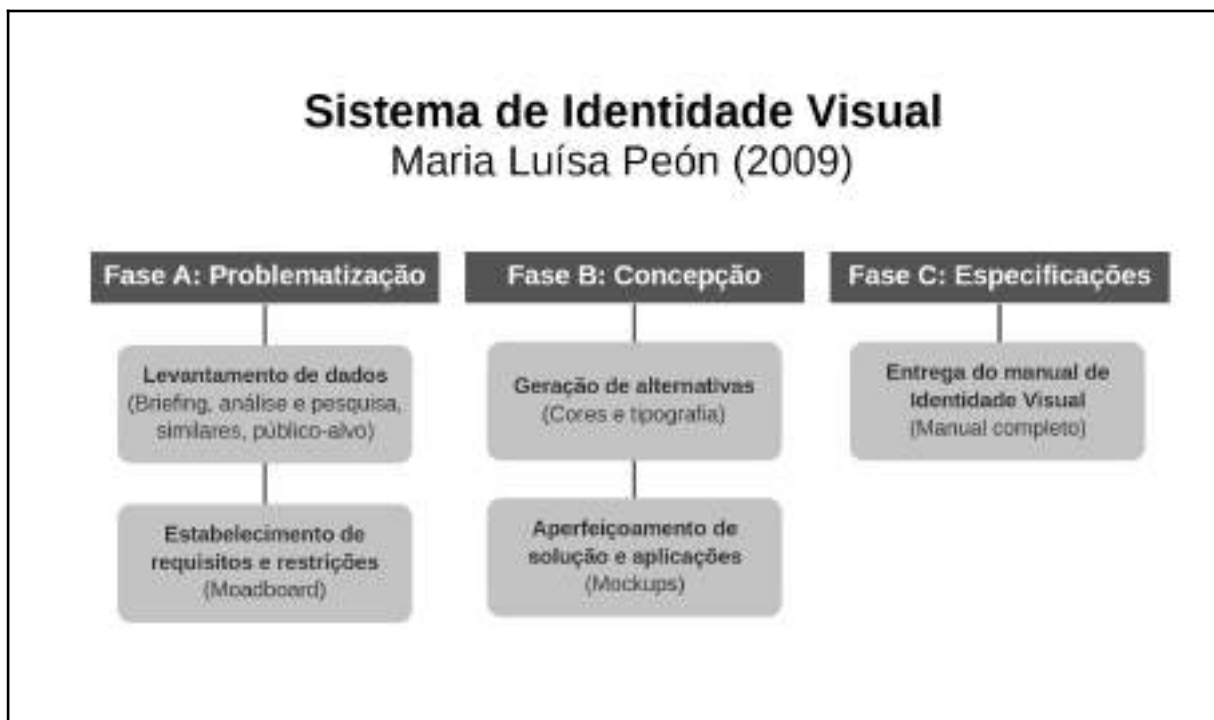 Sistema de Identidade Visual
Maria Luísa Peón (2009)
Fase A: Problematização
Levantamento de dados
(Briefing, análise e pesquisa,
similares, público-alvo)
Estabelecimento de
requisitos e restrições
(Moadboard)
Fase B: Concepção
Geração de alternativas
(Cores e tipografia)
Aperfeiçoamento de
solução e aplicações
(Mockups)
Fase C: Especificações
Entrega do manual de
Identidade Visual
(Manual completo)